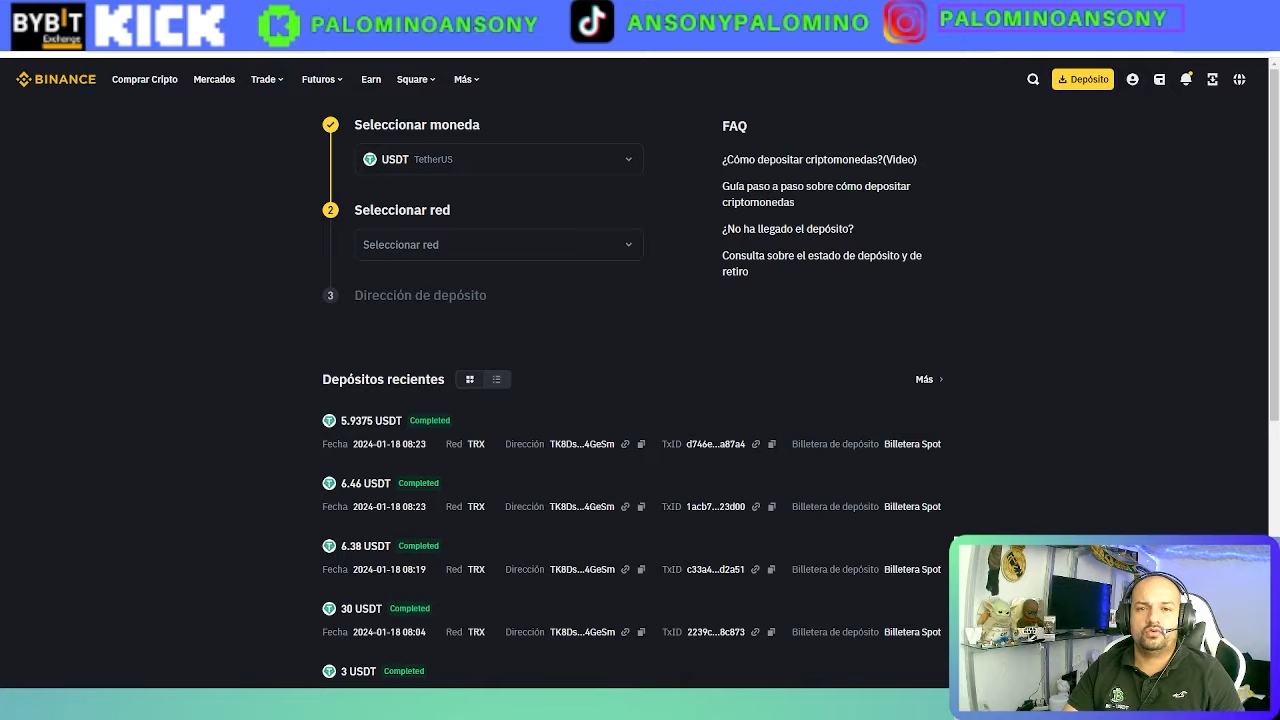 BYBIT
Exchange
KICK
PALOMINOANSONY
ANSONYPALOMINO
PALOMINOANSONY
BINANCE
Comprar Cripto
Mercados
Trade
Futuros
Earn
Square
Más
Depósito
Seleccionar moneda
USDT TetherUS
2
Seleccionar red
Seleccionar red
3
Dirección de depósito
FAQ
¿Cómo depositar criptomonedas?(Video)
Guía paso a paso sobre cómo depositar
criptomonedas
¿No ha llegado el depósito?
Consulta sobre el estado de depósito y de
retiro
Depósitos recientes
Más
5.9375 USDT Completed
Fecha 2024-01-18 08:23 Red TRX Dirección TK8Ds...4GeSm TxID d746e...a87a4 Billetera de depósito Billetera Spot
6.46 USDT Completed
Fecha 2024-01-18 08:23 Red TRX Dirección TK8Ds...4GeSm TxID 1acb7...23d00 Billetera de depósito Billetera Spot
6.38 USDT Completed
Fecha 2024-01-18 08:19 Red TRX Dirección TK8Ds...4GeSm TxID c33a4...d2a51 Billetera de depósito Billetera Spot
30 USDT Completed
Fecha 2024-01-18 08:04 Red TRX Dirección TK8Ds...4GeSm TxID 2239c...8c873 Billetera de depósito Billetera Spot
3 USDT Completed